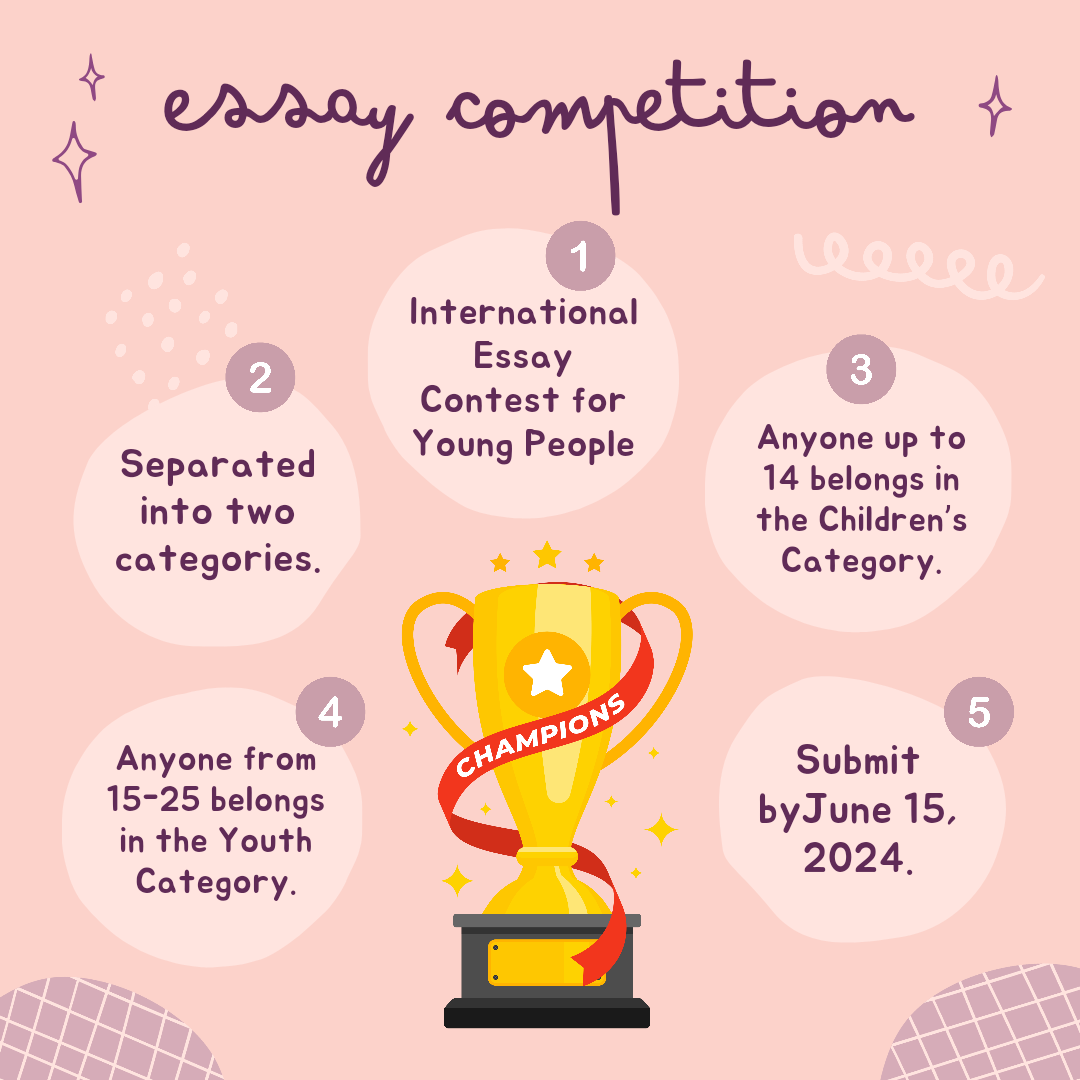 essay competition
1
International
Essay
Contest for
Young People
2
Separated
into two
categories.
3
Anyone up to
14 belongs in
the Children's
Category.
4
Anyone from
15-25 belongs
in the Youth
Category.
5
Submit
byJune 15,
2024.
CHAMPIONS